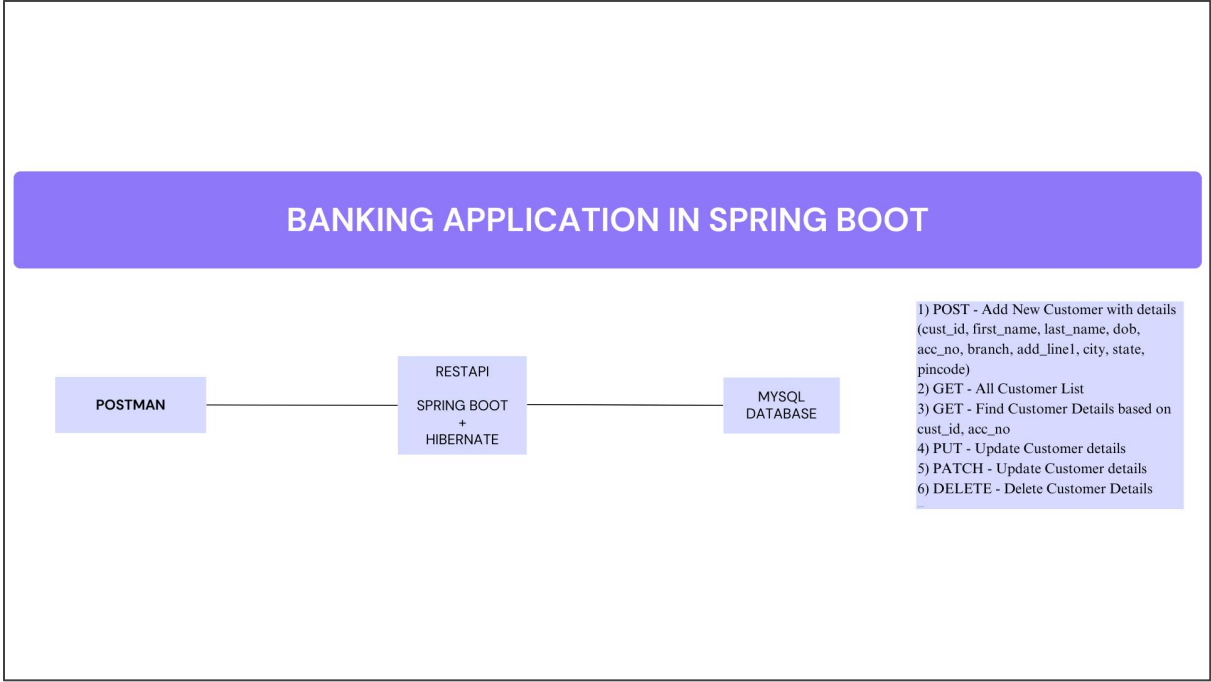 BANKING APPLICATION IN SPRING BOOT
POSTMAN
RESTAPI
SPRING BOOT
+
HIBERNATE
MYSQL
DATABASE
1) POST - Add New Customer with details
(cust_id, first_name, last_name, dob,
acc_no, branch, add_line1, city, state,
pincode)
2) GET - All Customer List
3) GET - Find Customer Details based on
cust_id, acc_no
4) PUT - Update Customer details
5) PATCH - Update Customer details
6) DELETE - Delete Customer Details